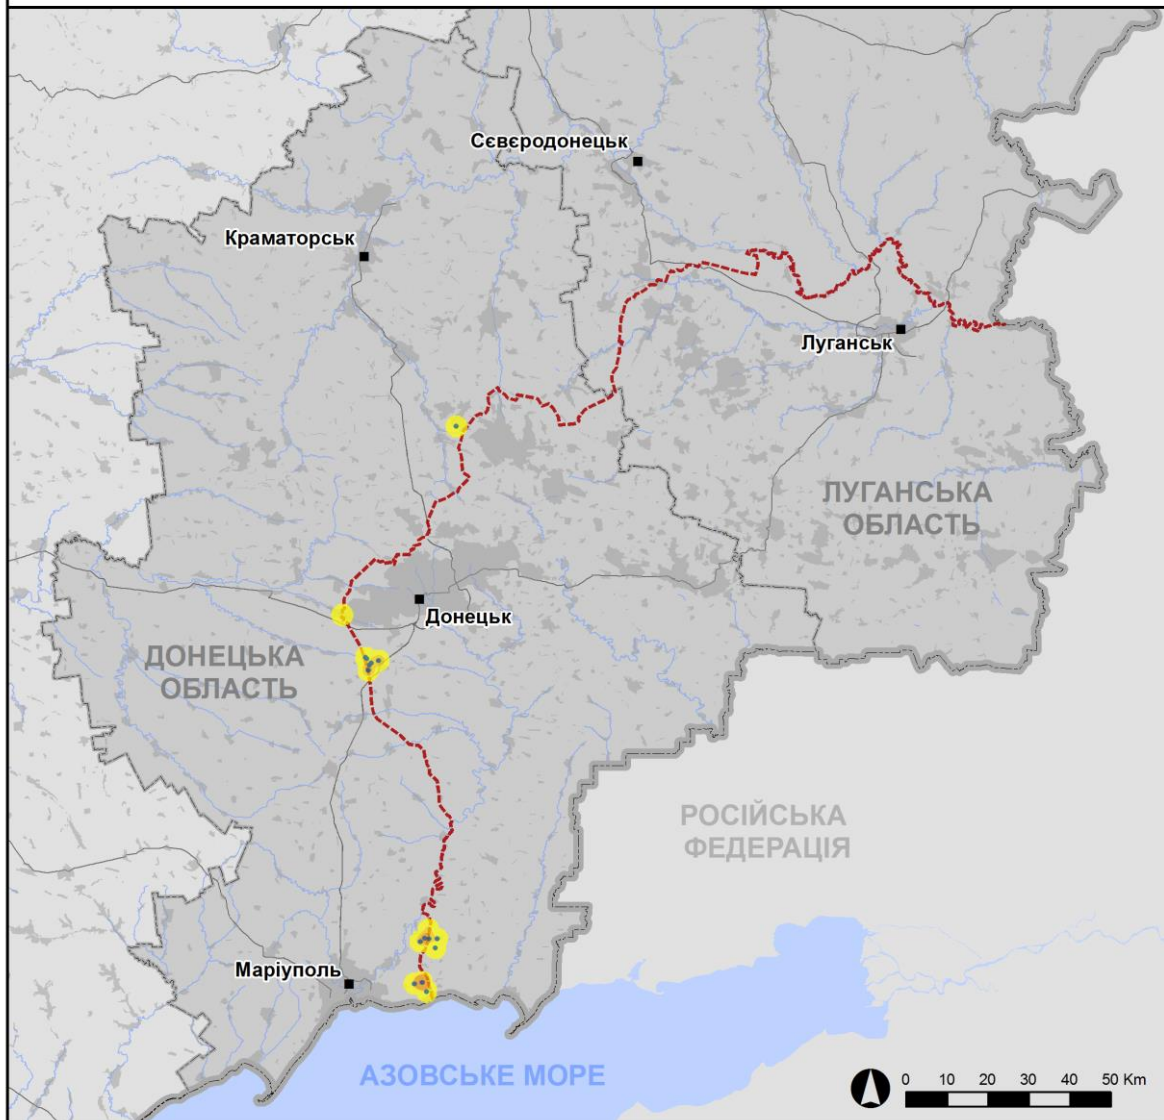 Сєвєродонецьк
Краматорськ
Луганськ
ЛУГАНСЬКА
ОБЛАСТЬ
Донецьк
ДОНЕЦЬКА
ОБЛАСТЬ
РОСІЙСЬКА
ФЕДЕРАЦІЯ
Маріуполь
АЗОВСЬКЕ МОРЕ
0 10 20 30 40 50 Km